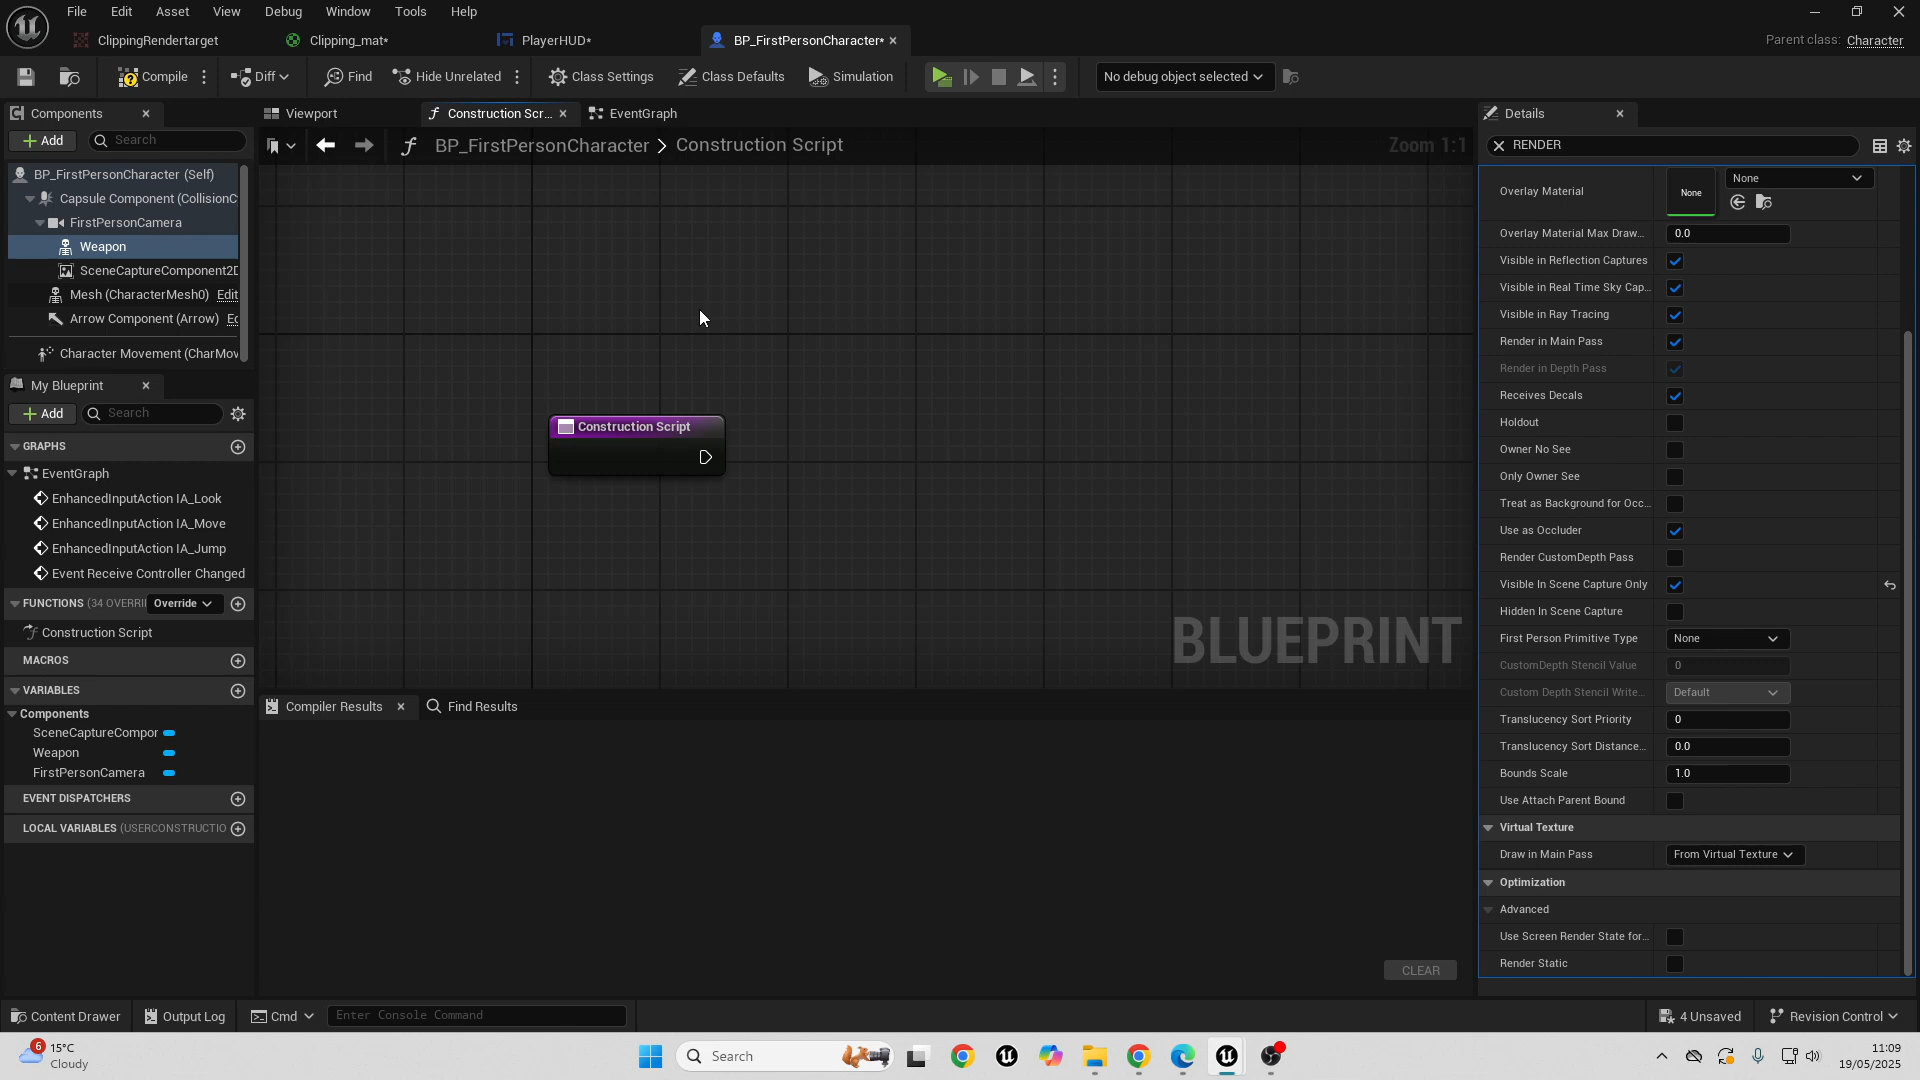 File Edit Asset View Debug Window Tools Help
ClippingRendertarget Clipping_mat* PlayerHUD* BP_FirstPersonCharacter* Parent class: Character
Compile Diff Find Hide Unrelated Class Settings Class Defaults Simulation No debug object selected
Components Viewport Construction Scr... EventGraph Details
Add Search BP_FirstPersonCharacter > Construction Script Zoom 1:1 RENDER
BP_FirstPersonCharacter (Self)
Capsule Component (CollisionC
FirstPersonCamera
Weapon
SceneCaptureComponent2D
Mesh (CharacterMesh0) Edit
Arrow Component (Arrow)
Character Movement (CharMov
My Blueprint
Add Search
GRAPHS
EventGraph
EnhancedInputAction IA_Look
EnhancedInputAction IA_Move
EnhancedInputAction IA_Jump
Event Receive Controller Changed
FUNCTIONS (34 OVERRI Override
Construction Script
MACROS
VARIABLES
Components
SceneCaptureCompor
Weapon
FirstPersonCamera
EVENT DISPATCHERS
LOCAL VARIABLES (USERCONSTRUCTIO
Construction Script
BLUEPRINT
Compiler Results Find Results
CLEAR
Overlay Material None None
Overlay Material Max Draw... 0.0
Visible in Reflection Captures
Visible in Real Time Sky Cap...
Visible in Ray Tracing
Render in Main Pass
Render in Depth Pass
Receives Decals
Holdout
Owner No See
Only Owner See
Treat as Background for Occ...
Use as Occluder
Render CustomDepth Pass
Visible In Scene Capture Only
Hidden In Scene Capture
First Person Primitive Type None
CustomDepth Stencil Value 0
Custom Depth Stencil Write... Default
Translucency Sort Priority 0
Translucency Sort Distance... 0.0
Bounds Scale 1.0
Use Attach Parent Bound
Virtual Texture
Draw in Main Pass From Virtual Texture
Optimization
Advanced
Use Screen Render State for...
Render Static
Content Drawer Output Log Cmd Enter Console Command 4 Unsaved Revision Control
6 15°C
Cloudy
Search
11:09
19/05/2025